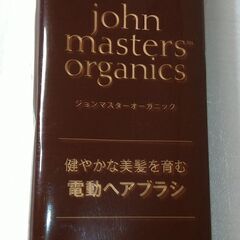 john
masters
organics
ジョンマスターオーガニック
健やかな美髪を育む
電動ヘアブラシ